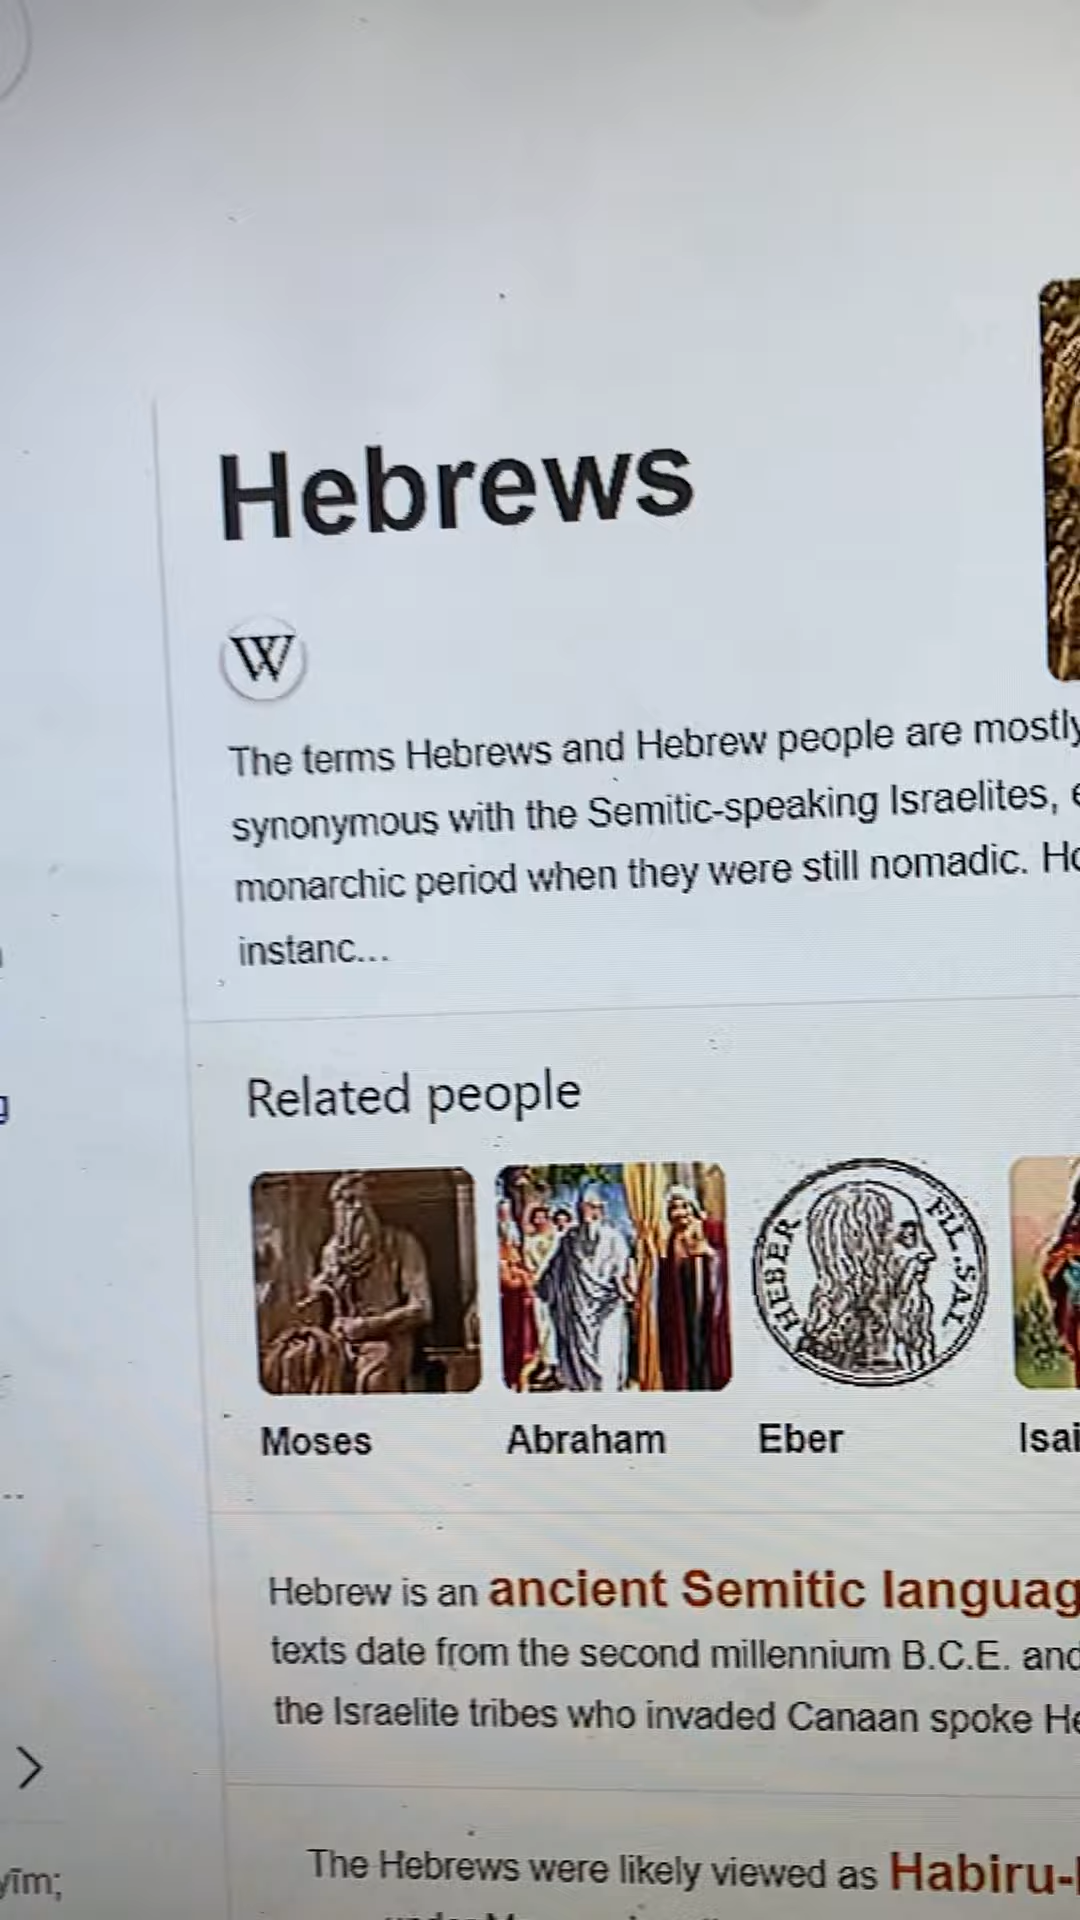 Hebrews
W
The terms Hebrews and Hebrew people are mostly
synonymous with the Semitic-speaking Israelites,
monarchic period when they were still nomadic.
instanc...
Related people
HEBER FIL.SAL
Moses Abraham Eber
Hebrew is an ancient Semitic languag
texts date from the second millennium B.C.E. and
the Israelite tribes who invaded Canaan spoke
yīm;
The Hebrews were likely viewed as Habiru-